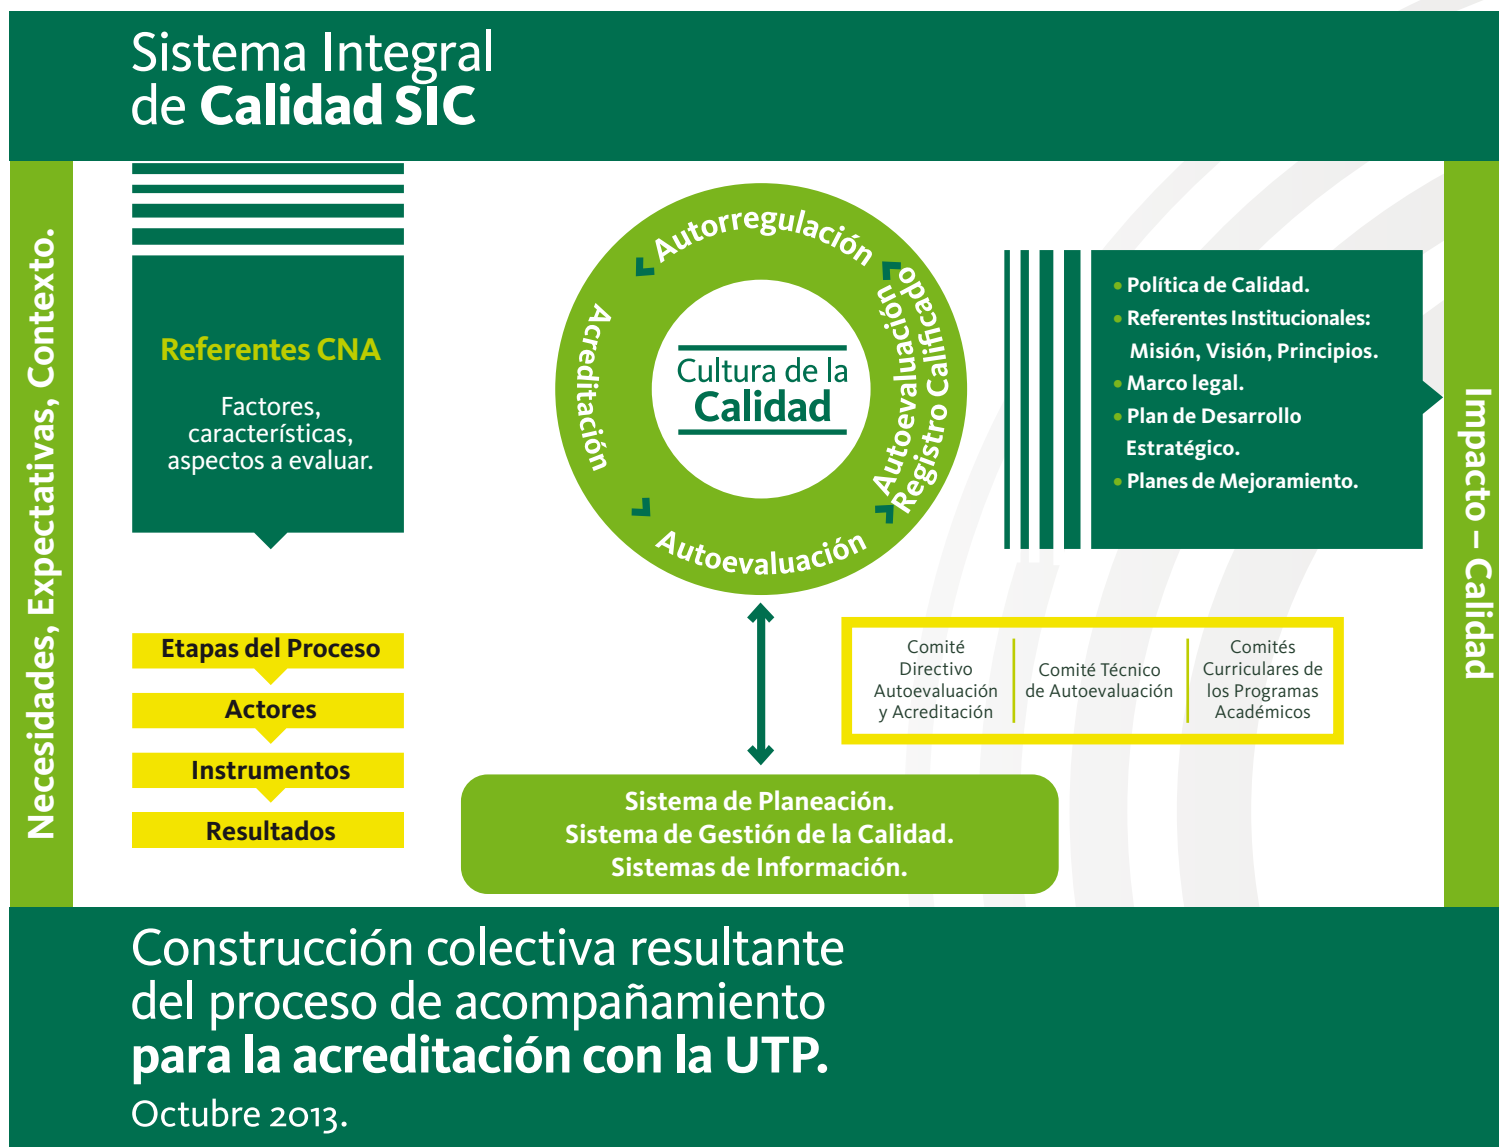 Sistema Integral
de Calidad SIC
Necesidades, Expectativas, Contexto.
Referentes CNA
Factores,
características,
aspectos a evaluar.
Etapas del Proceso
Actores
Instrumentos
Resultados
Autorregulación
Autoevaluación
Registro Calificado
Autoevaluación
Acreditación
Cultura de la
Calidad
• Política de Calidad.
• Referentes Institucionales:
Misión, Visión, Principios.
• Marco legal.
• Plan de Desarrollo
Estratégico.
• Planes de Mejoramiento.
Comité
Directivo
Autoevaluación
y Acreditación
Comité Técnico
de Autoevaluación
Comités
Curriculares de
los Programas
Académicos
Sistema de Planeación.
Sistema de Gestión de la Calidad.
Sistemas de Información.
Impacto – Calidad
Construcción colectiva resultante
del proceso de acompañamiento
para la acreditación con la UTP.
Octubre 2013.